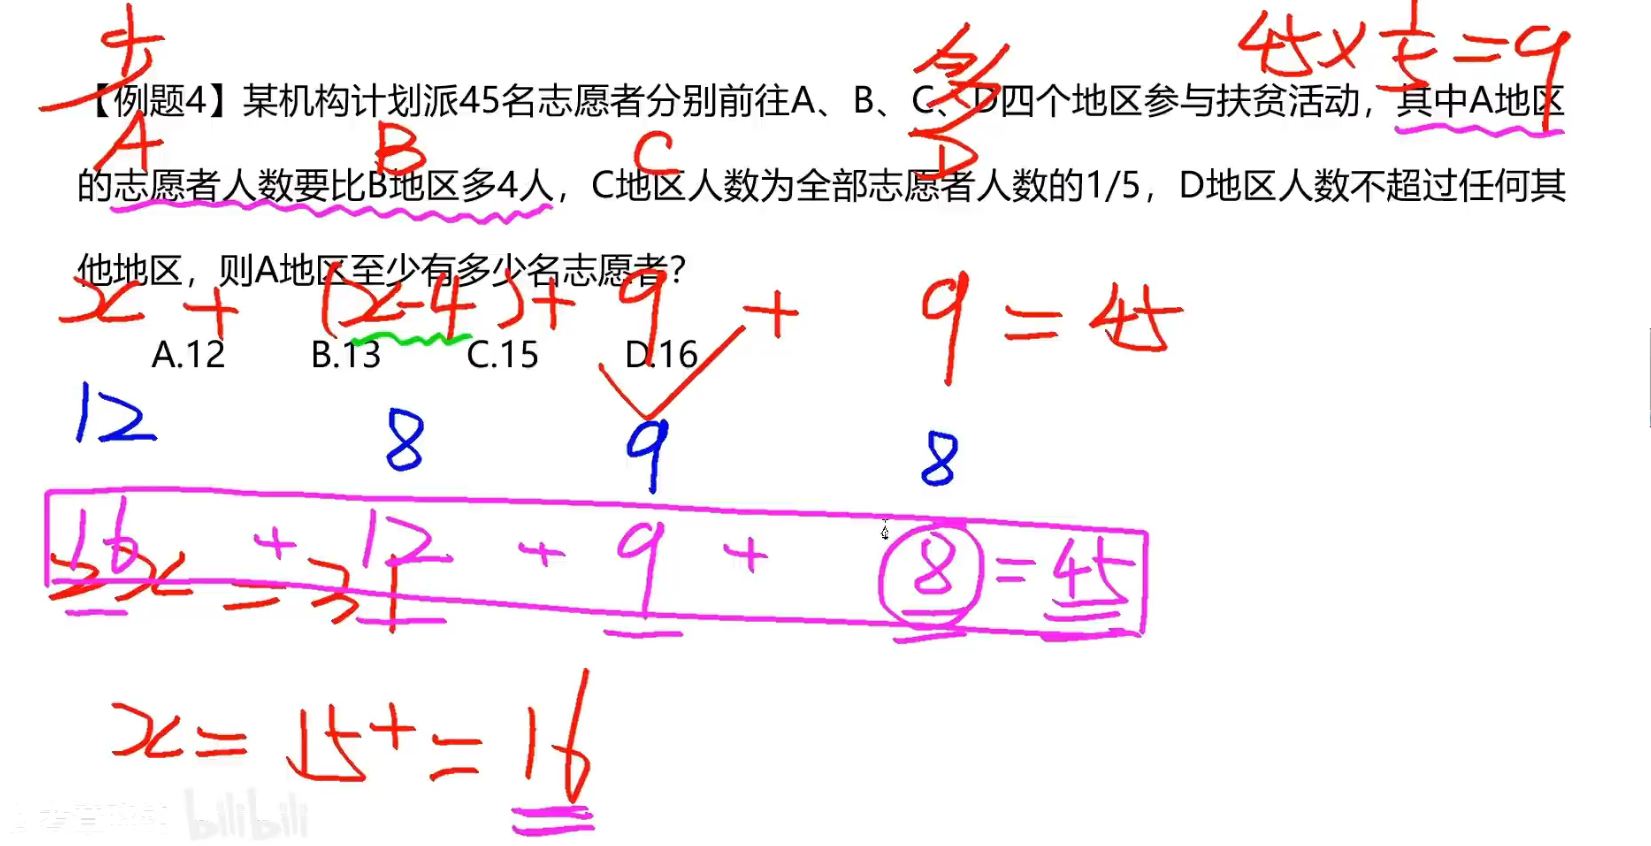 少 多 45×1/5=9
【例题4】某机构计划派45名志愿者分别前往A、B、C、D四个地区参与扶贫活动，其中A地区
A B C D
的志愿者人数要比B地区多4人，C地区人数为全部志愿者人数的1/5，D地区人数不超过任何其
他地区，则A地区至少有多少名志愿者？
x + (x-4) + 9 + 9 = 45
A.12 B.13 C.15 D.16
12 8 9 8
16 + 12 + 9 + 8 = 45
2x = 31
x = 15+ = 16
bilibili